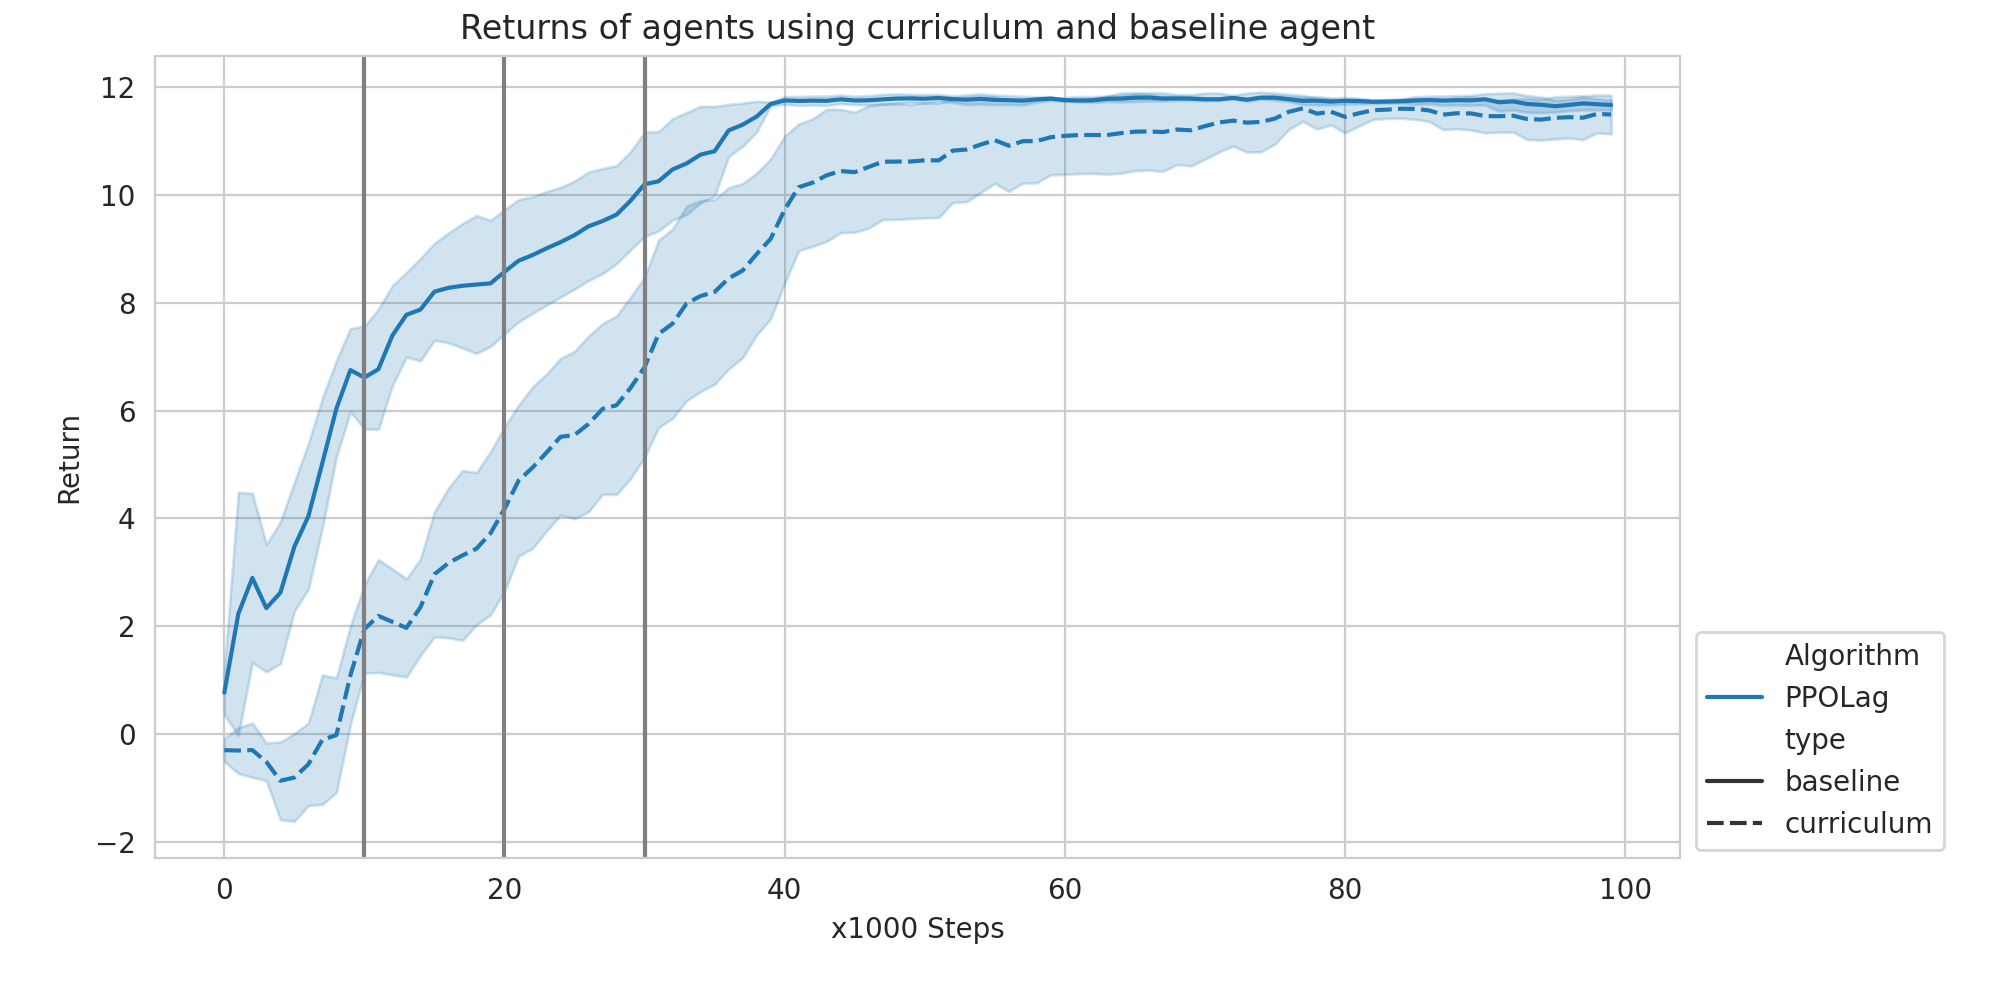 Returns of agents using curriculum and baseline agent
12
10
8
6
4
2
0
−2
Return
0 20 40 60 80 100
x1000 Steps
Algorithm
PPOLag
type
baseline
curriculum